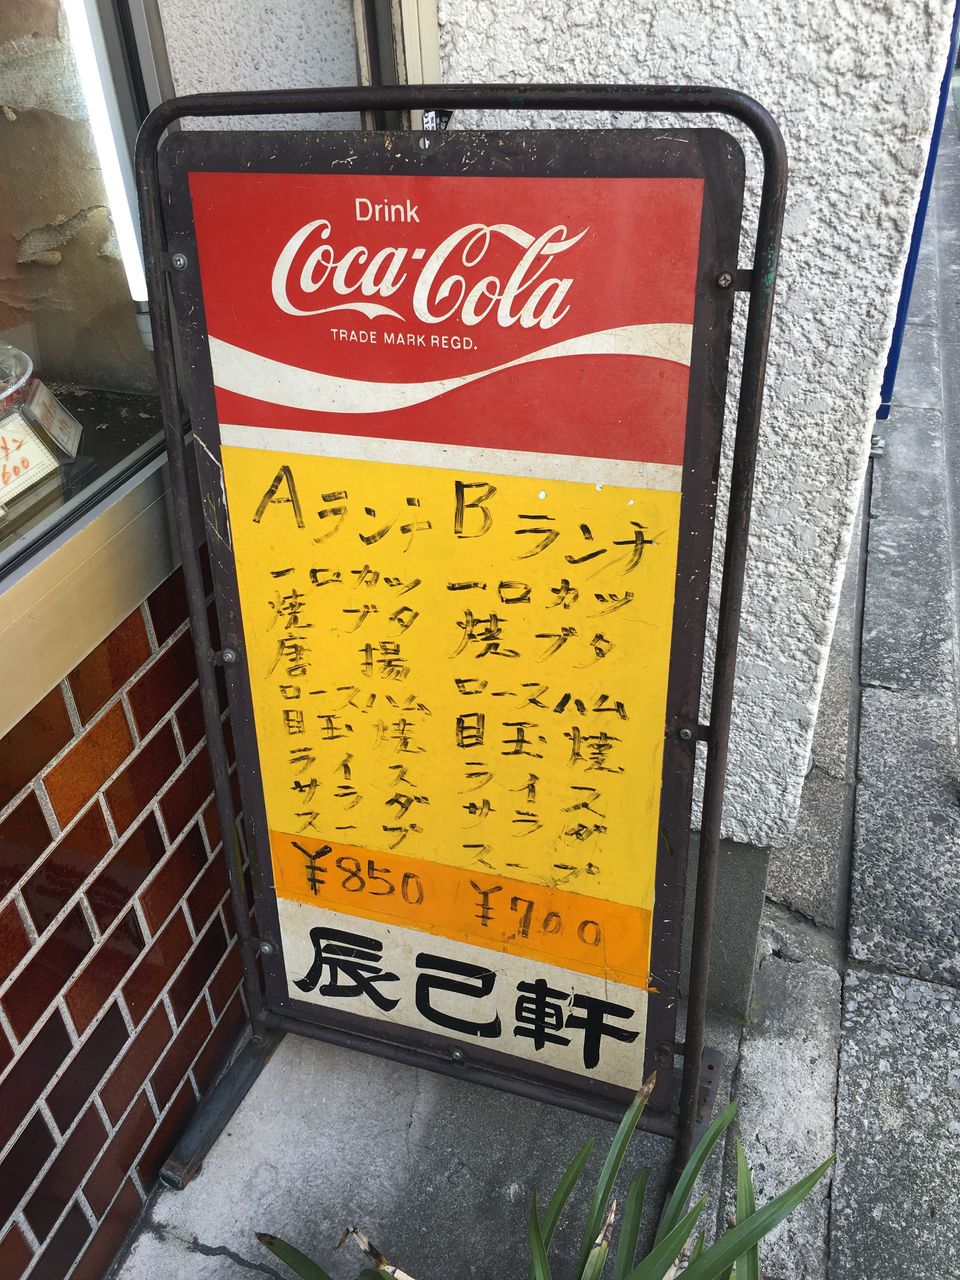 Drink
Coca-Cola
TRADE MARK REGD.
Aランチ
一口カツ
焼ブタ
唐揚
ロースハム
目玉焼
ライス
サラダ
スープ
¥850
Bランチ
一口カツ
焼ブタ
ロースハム
目玉焼
ライス
サラダ
スープ
¥700
辰己軒
600